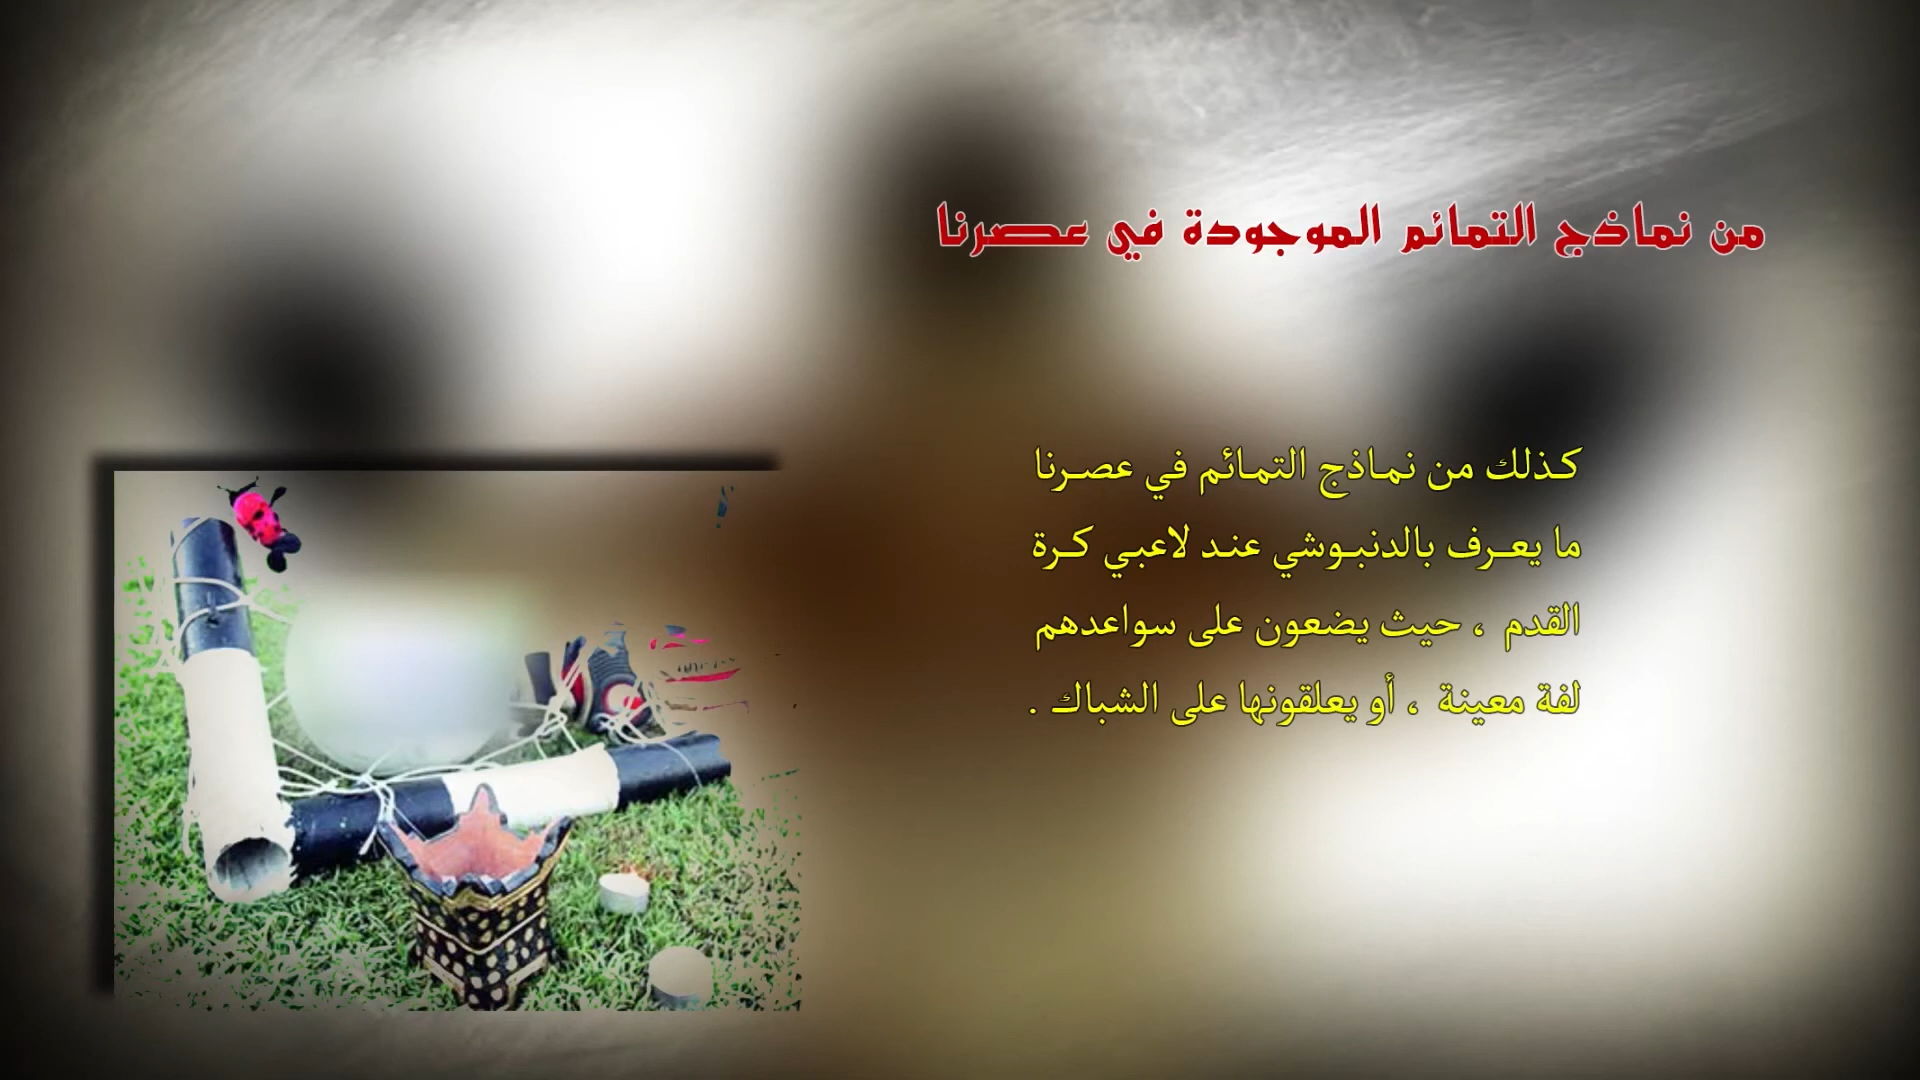 من نماذج التمائم الموجودة في عصرنا
كذلك من نماذج التمائم في عصرنا
ما يعرف بالدنبوشي عند لاعبي كرة
القدم ، حيث يضعون على سواعدهم
لفة معينة ، أو يعلقونها على الشباك .